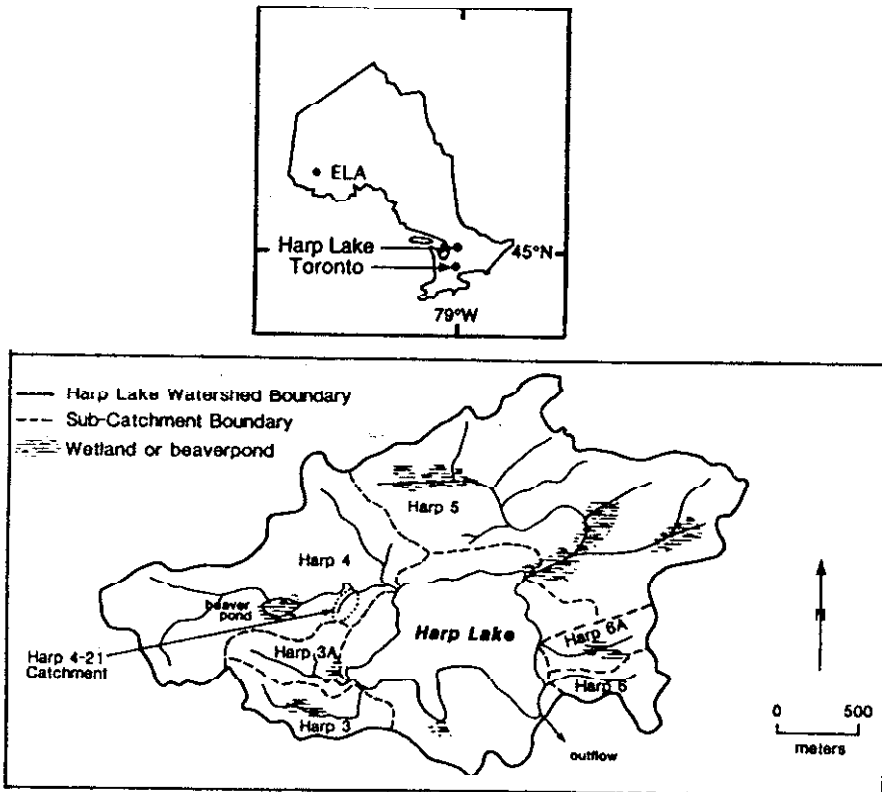 ELA
Harp Lake
45°N
Toronto
79°W
Harp Lake Watershed Boundary
Sub-Catchment Boundary
Wetland or beaverpond
Harp 5
Harp 4
beaver
pond
Harp Lake
Harp 6A
Harp 4-21
Catchment
Harp 3A
Harp 6
Harp 3
N
0 500
meters
outflow